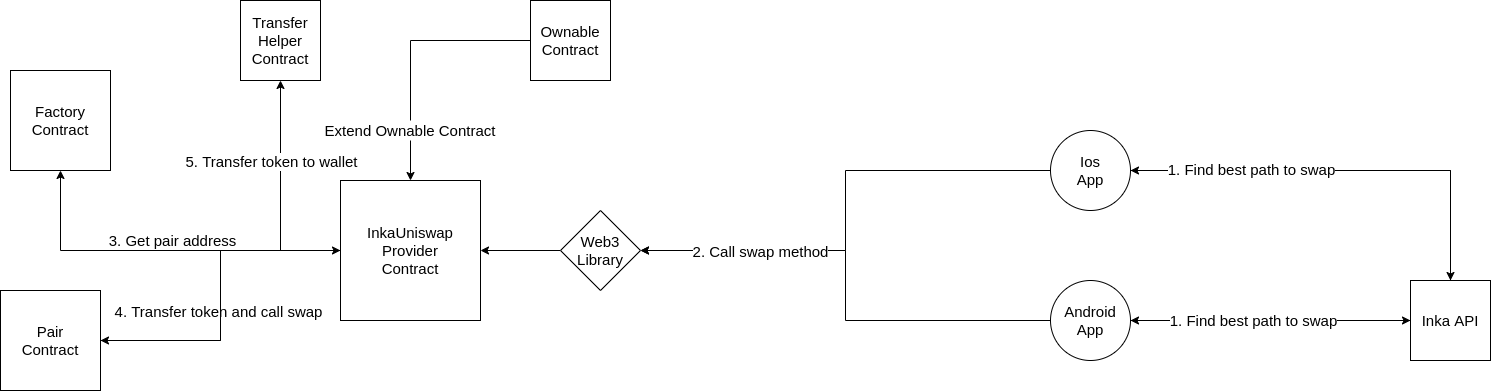 Transfer
Helper
Contract
Ownable
Contract
Factory
Contract
Extend Ownable Contract
5. Transfer token to wallet
Ios
App
1. Find best path to swap
InkaUniswap
Provider
Contract
3. Get pair address
Web3
Library
2. Call swap method
4. Transfer token and call swap
Pair
Contract
Android
App
1. Find best path to swap
Inka API